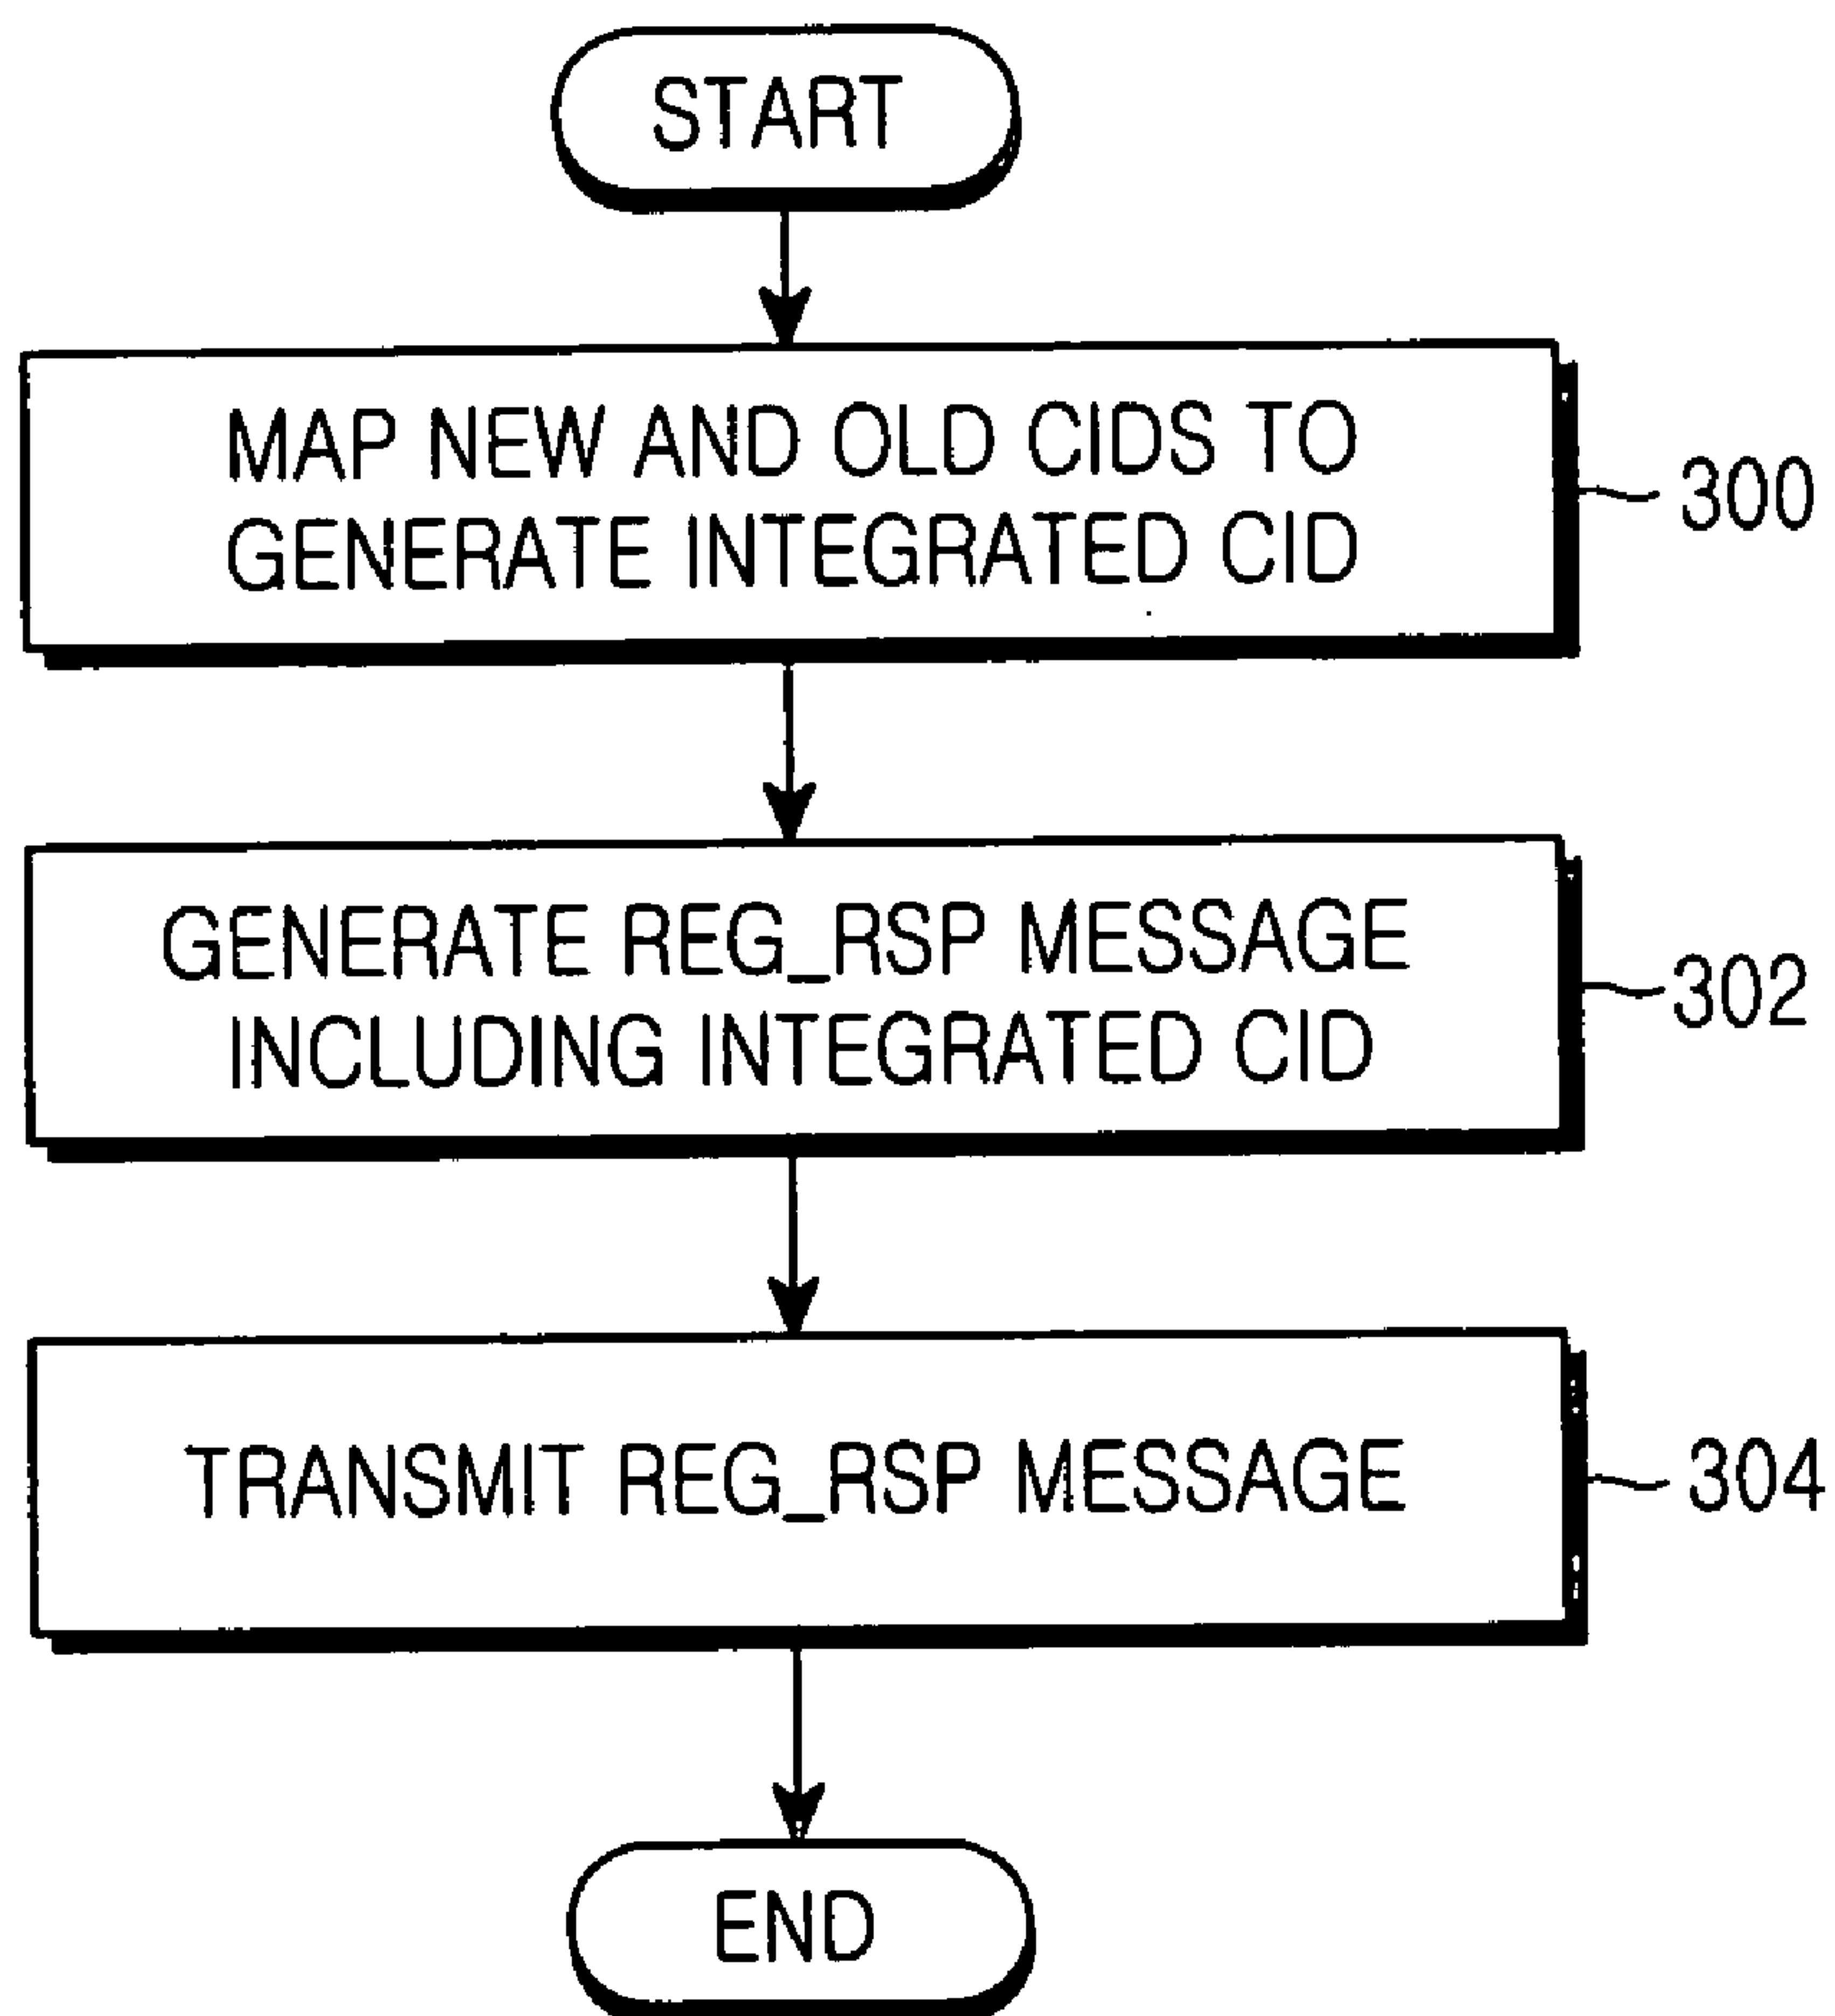 START
MAP NEW AND OLD CIDS TO
GENERATE INTEGRATED CID
300
GENERATE REG_RSP MESSAGE
INCLUDING INTEGRATED CID
302
TRANSMIT REG_RSP MESSAGE
304
END